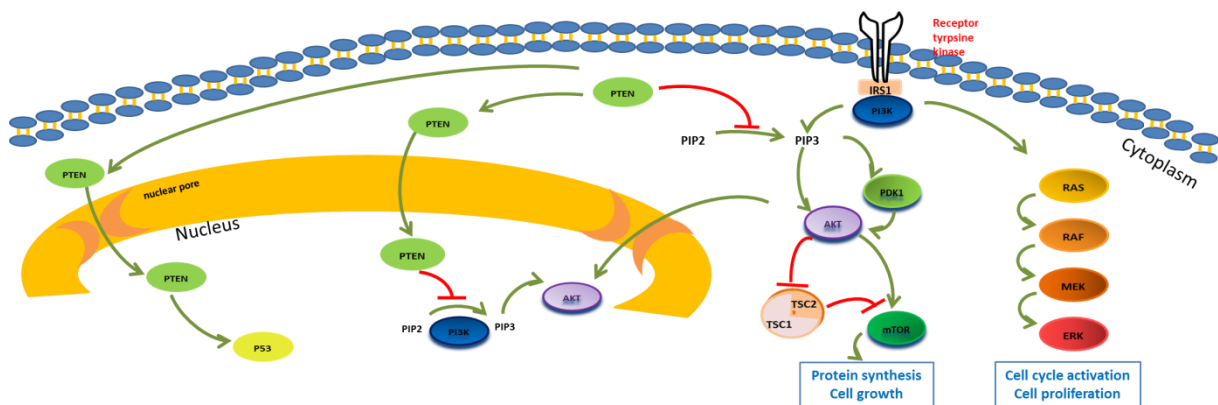 Receptor
tyrpsine
kinase
IRS1
PI3K
PTEN
PTEN
PIP2
PIP3
Cytoplasm
PTEN
nuclear pore
Nucleus
PDK1
RAS
AKT
RAF
PTEN
PTEN
MEK
AKT
TSC2
TSC1
PIP2
PI3K
PIP3
mTOR
ERK
P53
Protein synthesis
Cell growth
Cell cycle activation
Cell proliferation